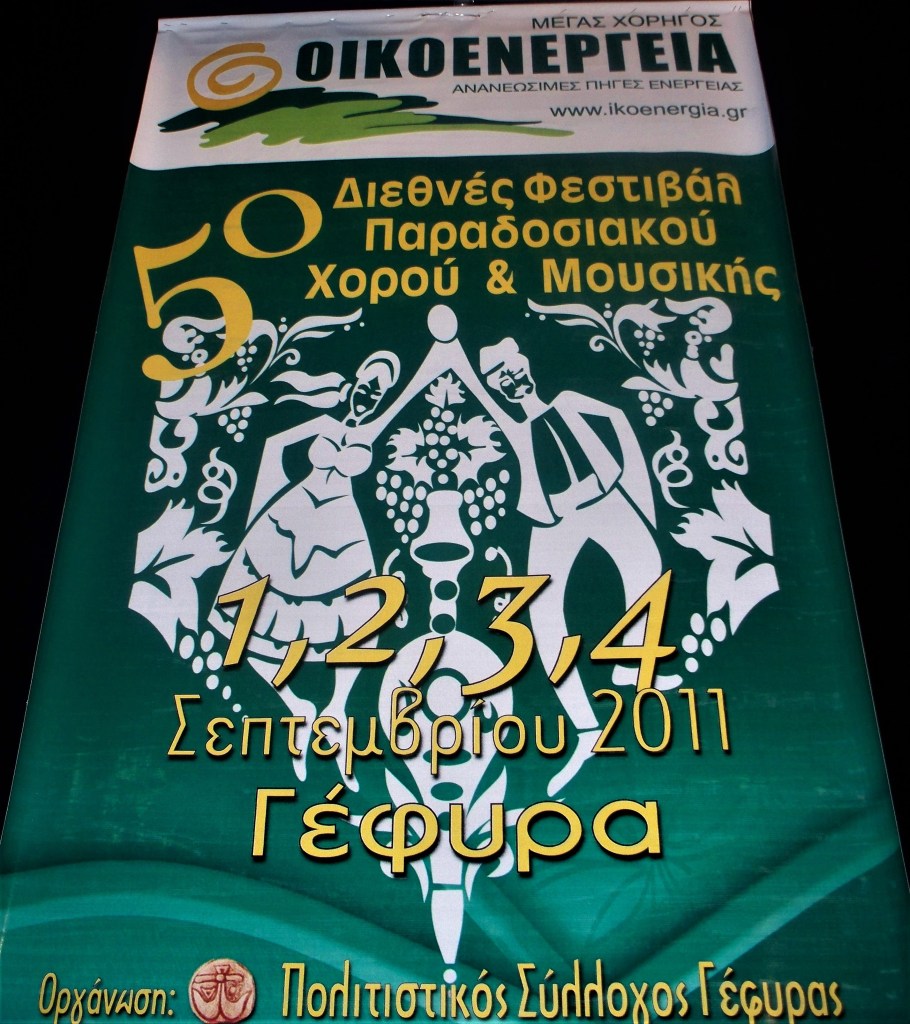 ΜΕΓΑΣ ΧΟΡΗΓΟΣ
ΟΙΚΟΕΝΕΡΓΕΙΑ
ΑΝΑΝΕΩΣΙΜΕΣ ΠΗΓΕΣ ΕΝΕΡΓΕΙΑΣ
www.ikoenergia.gr
5ο Διεθνές Φεστιβάλ
Παραδοσιακού
Χορού & Μουσικής
1,2,3,4
Σεπτεμβρίου 2011
Γέφυρα
Οργάνωση: Πολιτιστικός Σύλλογος Γέφυρας